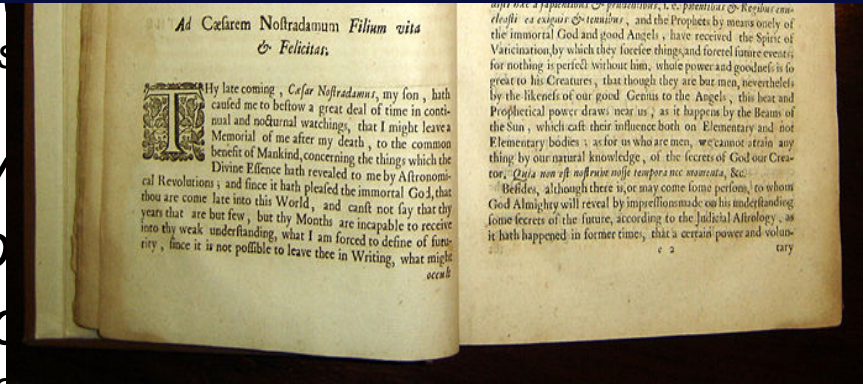 Ad Cæſarem Noſtradamum Filium vita
& Felicitas.
THy late coming , Cæſar Noſtradamus, my ſon , hath
cauſed me to beſtow a great deal of time in conti-
nual and nocturnal watchings, that I might leave a
Memorial of me after my death , to the common
benefit of Mankind, concerning the things which the
Divine Eſſence hath revealed to me by Aſtronomi-
cal Revolutions ; and ſince it hath pleaſed the immortal God, that
thou are come late into this World , and canſt not ſay that thy
years that are but few , but thy Months are incapable to receive
into thy weak underſtanding, what I am forced to define of futu-
rity , ſince it is not poſſible to leave thee in Writing, what might
occult
& prudentibus, i. e. potentibus & Regibus enu-
cleaſti ea exiguis & tenuibus , and the Prophets by means onely of
the immortal God and good Angels , have received the Spirit of
Vaticination, by which they foreſee things, and foretel future events;
for nothing is perfect without him, whoſe power and goodneſs is ſo
great to his Creatures , that though they are but men, nevertheleſs
by the likeneſs of our good Genius to the Angels , this heat and
Prophetical power draws near us , as it happens by the Beams of
the Sun , which caſt their influence both on Elementary and not
Elementary bodies ; as for us who are men, we cannot attain any
thing by our natural knowledge , of the ſecrets of God our Crea-
tor, Quia non eſt noſtrum noſſe tempora nec momenta, &c.
Beſides, although there is, or may come ſome perſons, to whom
God Almighty will reveal by impreſſions made on his underſtanding
ſome ſecrets of the future, according to the Judicial Aſtrology , as
it hath happened in former times, that a certain power and volun-
e 2 tary